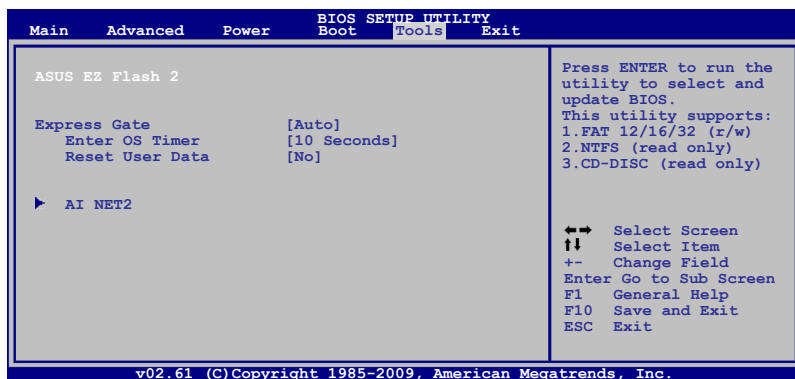 BIOS SETUP UTILITY
Main Advanced Power Boot Tools Exit
ASUS EZ Flash 2
Express Gate [Auto]
Enter OS Timer [10 Seconds]
Reset User Data [No]
AI NET2
Press ENTER to run the
utility to select and
update BIOS.
This utility supports:
1.FAT 12/16/32 (r/w)
2.NTFS (read only)
3.CD-DISC (read only)
Select Screen
Select Item
+- Change Field
Enter Go to Sub Screen
F1 General Help
F10 Save and Exit
ESC Exit
v02.61 (C)Copyright 1985-2009, American Megatrends, Inc.